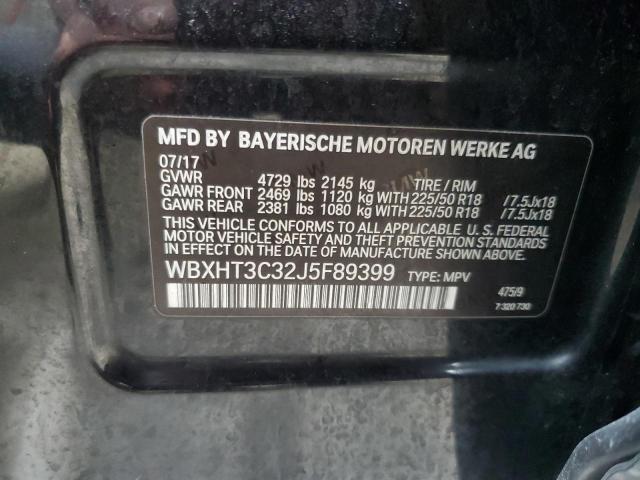 MFD BY BAYERISCHE MOTOREN WERKE AG
07/17
GVWR 4729 lbs 2145 kg TIRE / RIM
GAWR FRONT 2469 lbs 1120 kg WITH 225/50 R18 /7.5Jx18
GAWR REAR 2381 lbs 1080 kg WITH 225/50 R18 /7.5Jx18
THIS VEHICLE CONFORMS TO ALL APPLICABLE U. S. FEDERAL
MOTOR VEHICLE SAFETY AND THEFT PREVENTION STANDARDS
IN EFFECT ON THE DATE OF MANUFACTURE SHOWN ABOVE.
WBXHT3C32J5F89399 TYPE: MPV
475/9
7 320 730